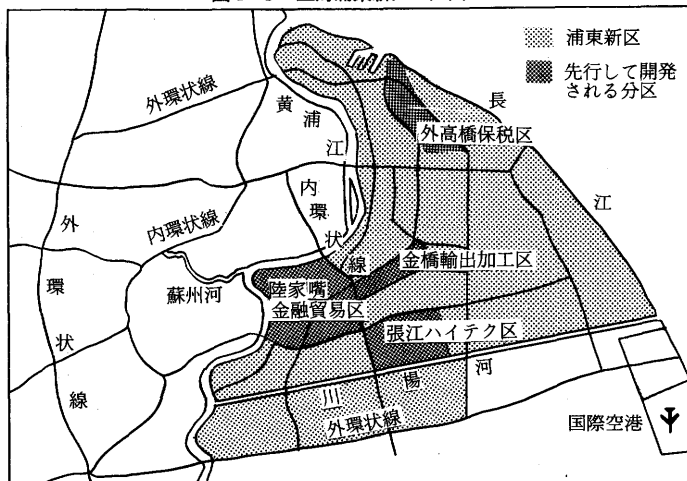 浦東新区
先行して開発
される分区
外環状線
黄浦江
長江
外高橋保税区
内環状線
内環状線
外環状線
金橋輸出加工区
蘇州河
陸家嘴
金融貿易区
張江ハイテク区
川楊河
外環状線
国際空港